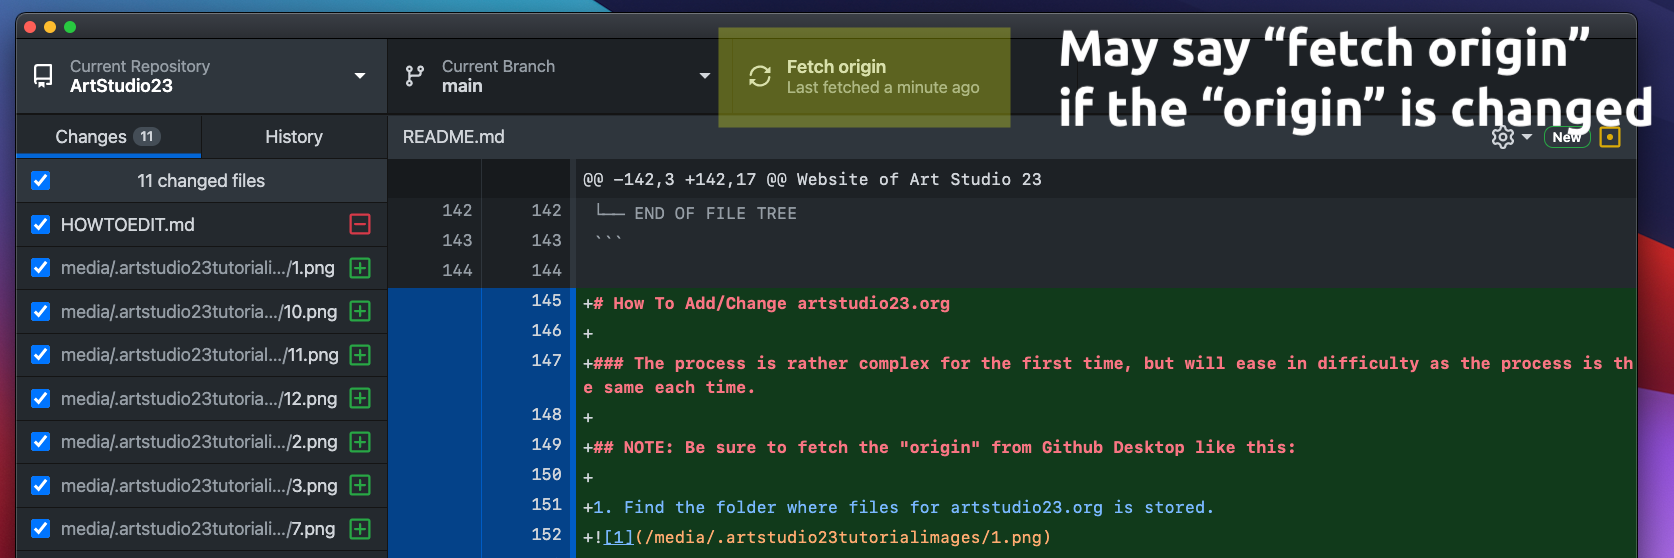 May say “fetch origin”
if the “origin” is changed
Current Repository
ArtStudio23
Current Branch
main
Fetch origin
Last fetched a minute ago
Changes 11
History
README.md
New
11 changed files
HOWTOEDIT.md
media/.artstudio23tutoriali.../1.png
media/.artstudio23tutoria.../10.png
media/.artstudio23tutorial.../11.png
media/.artstudio23tutoria.../12.png
media/.artstudio23tutoriali.../2.png
media/.artstudio23tutoriali.../3.png
media/.artstudio23tutoriali.../7.png
@@ -142,3 +142,17 @@ Website of Art Studio 23
142 142 └── END OF FILE TREE
143 143 ```
144 144
145 +# How To Add/Change artstudio23.org
146 +
147 +### The process is rather complex for the first time, but will ease in difficulty as the process is th
e same each time.
148 +
149 +## NOTE: Be sure to fetch the "origin" from Github Desktop like this:
150 +
151 +1. Find the folder where files for artstudio23.org is stored.
152 +![1](/media/.artstudio23tutorialimages/1.png)